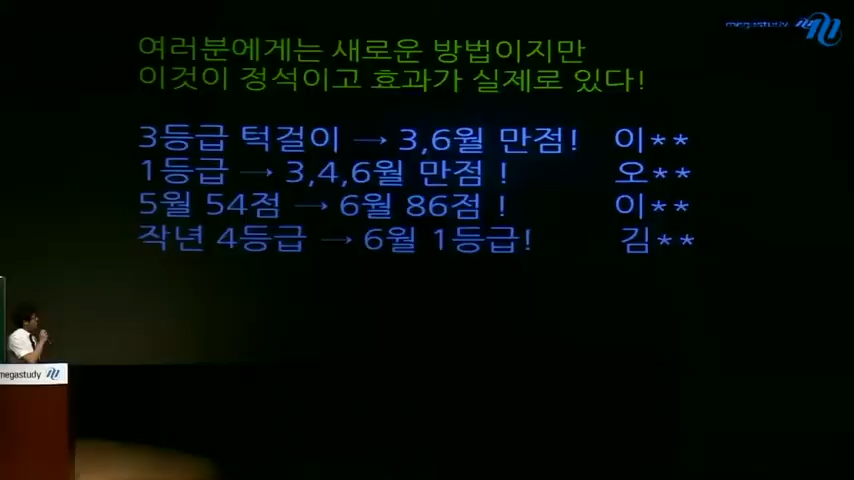 megastudy
여러분에게는 새로운 방법이지만
이것이 정석이고 효과가 실제로 있다!
3등급 턱걸이 → 3,6월 만점! 이**
1등급 → 3,4,6월 만점 ! 오**
5월 54점 → 6월 86점 ! 이**
작년 4등급 → 6월 1등급! 김**
megastudy